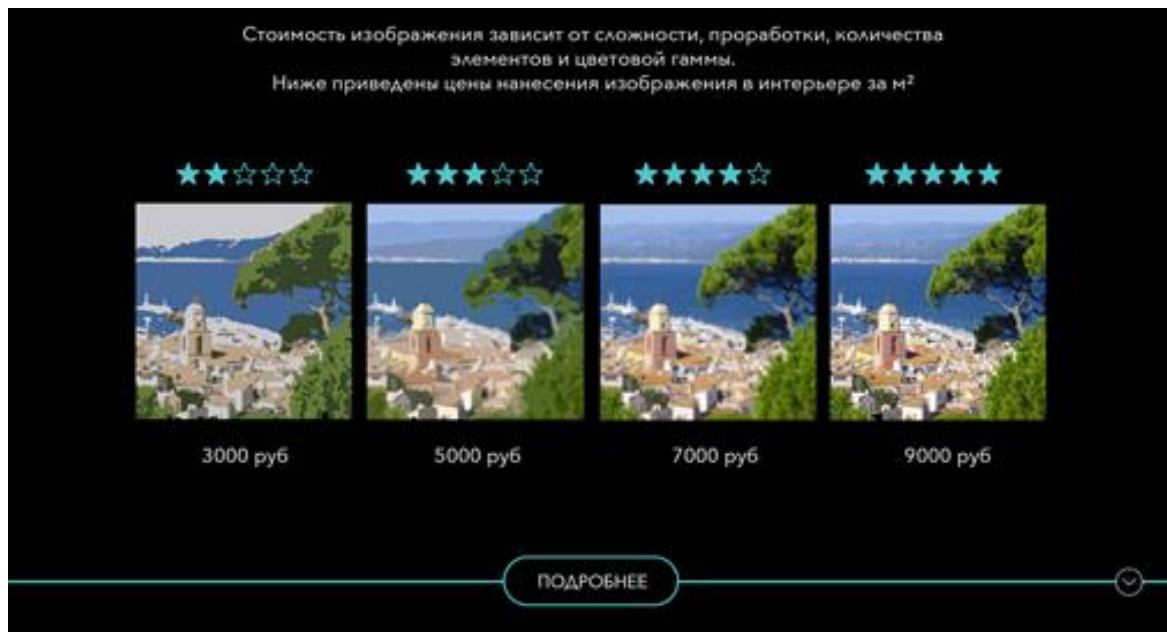 Стоимость изображения зависит от сложности, проработки, количества
элементов и цветовой гаммы.
Ниже приведены цены нанесения изображения в интерьере за м²
3000 руб
5000 руб
7000 руб
9000 руб
ПОДРОБНЕЕ